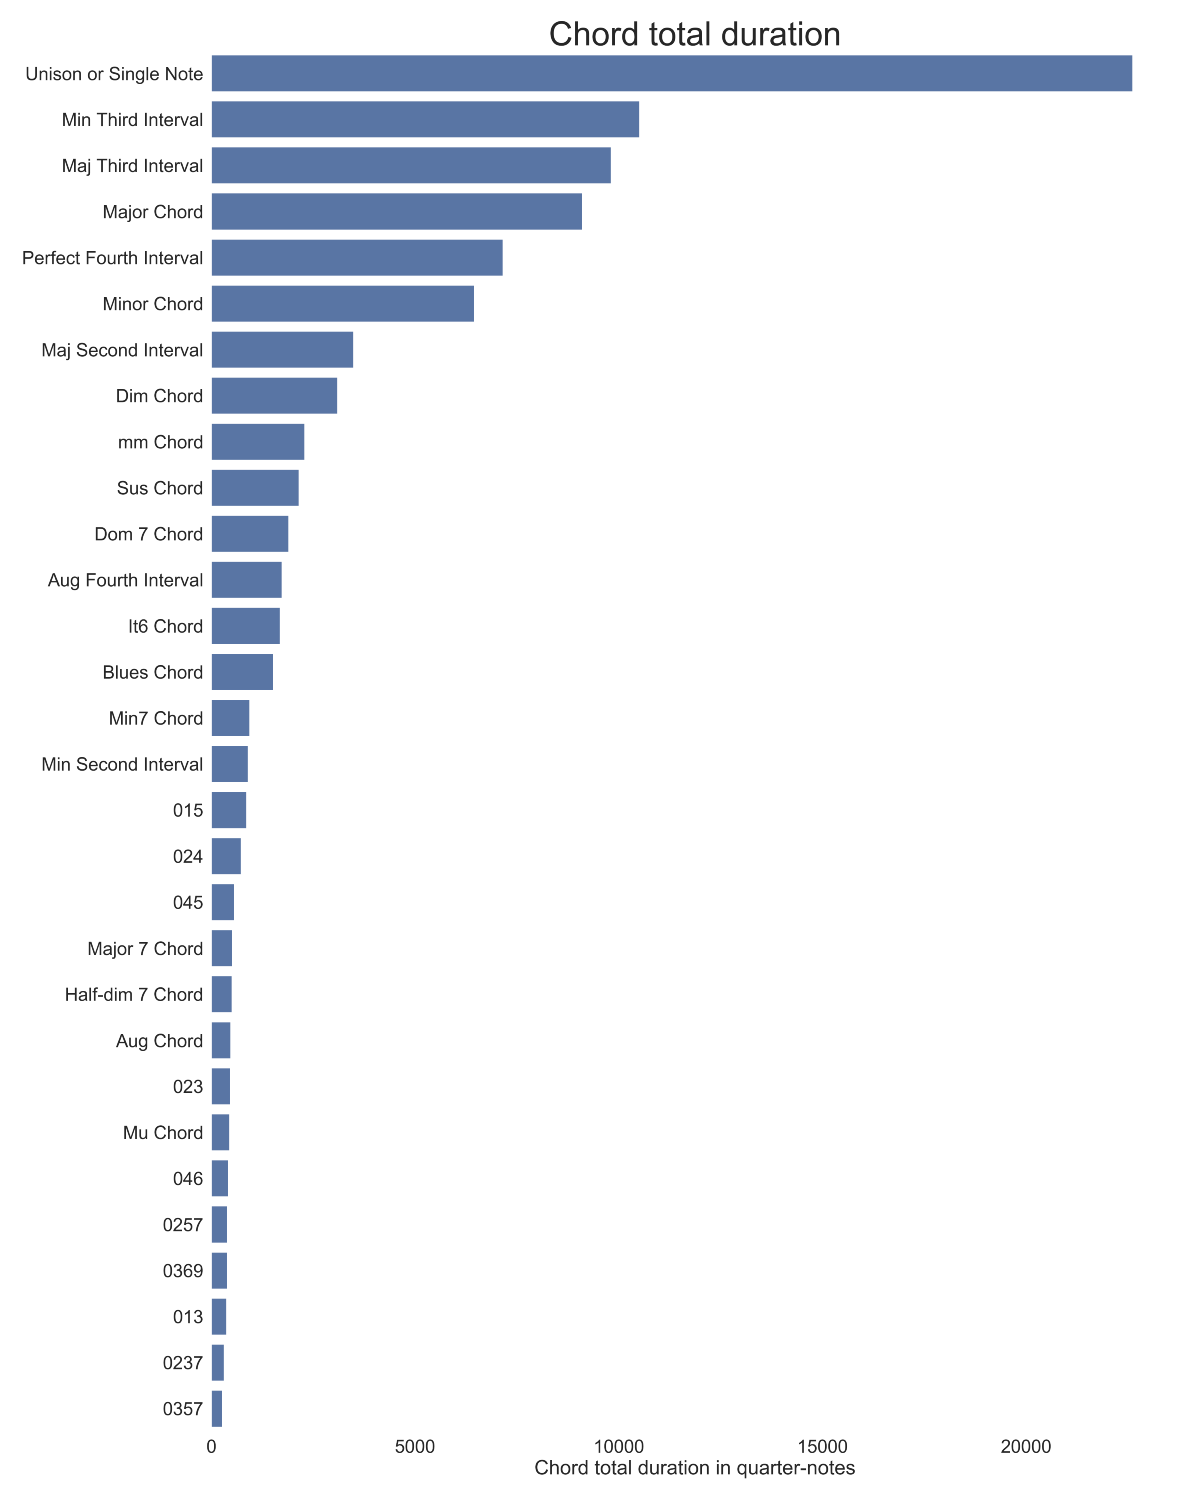 Chord total duration
Unison or Single Note
Min Third Interval
Maj Third Interval
Major Chord
Perfect Fourth Interval
Minor Chord
Maj Second Interval
Dim Chord
mm Chord
Sus Chord
Dom 7 Chord
Aug Fourth Interval
It6 Chord
Blues Chord
Min7 Chord
Min Second Interval
015
024
045
Major 7 Chord
Half-dim 7 Chord
Aug Chord
023
Mu Chord
046
0257
0369
013
0237
0357
0 5000 10000 15000 20000
Chord total duration in quarter-notes